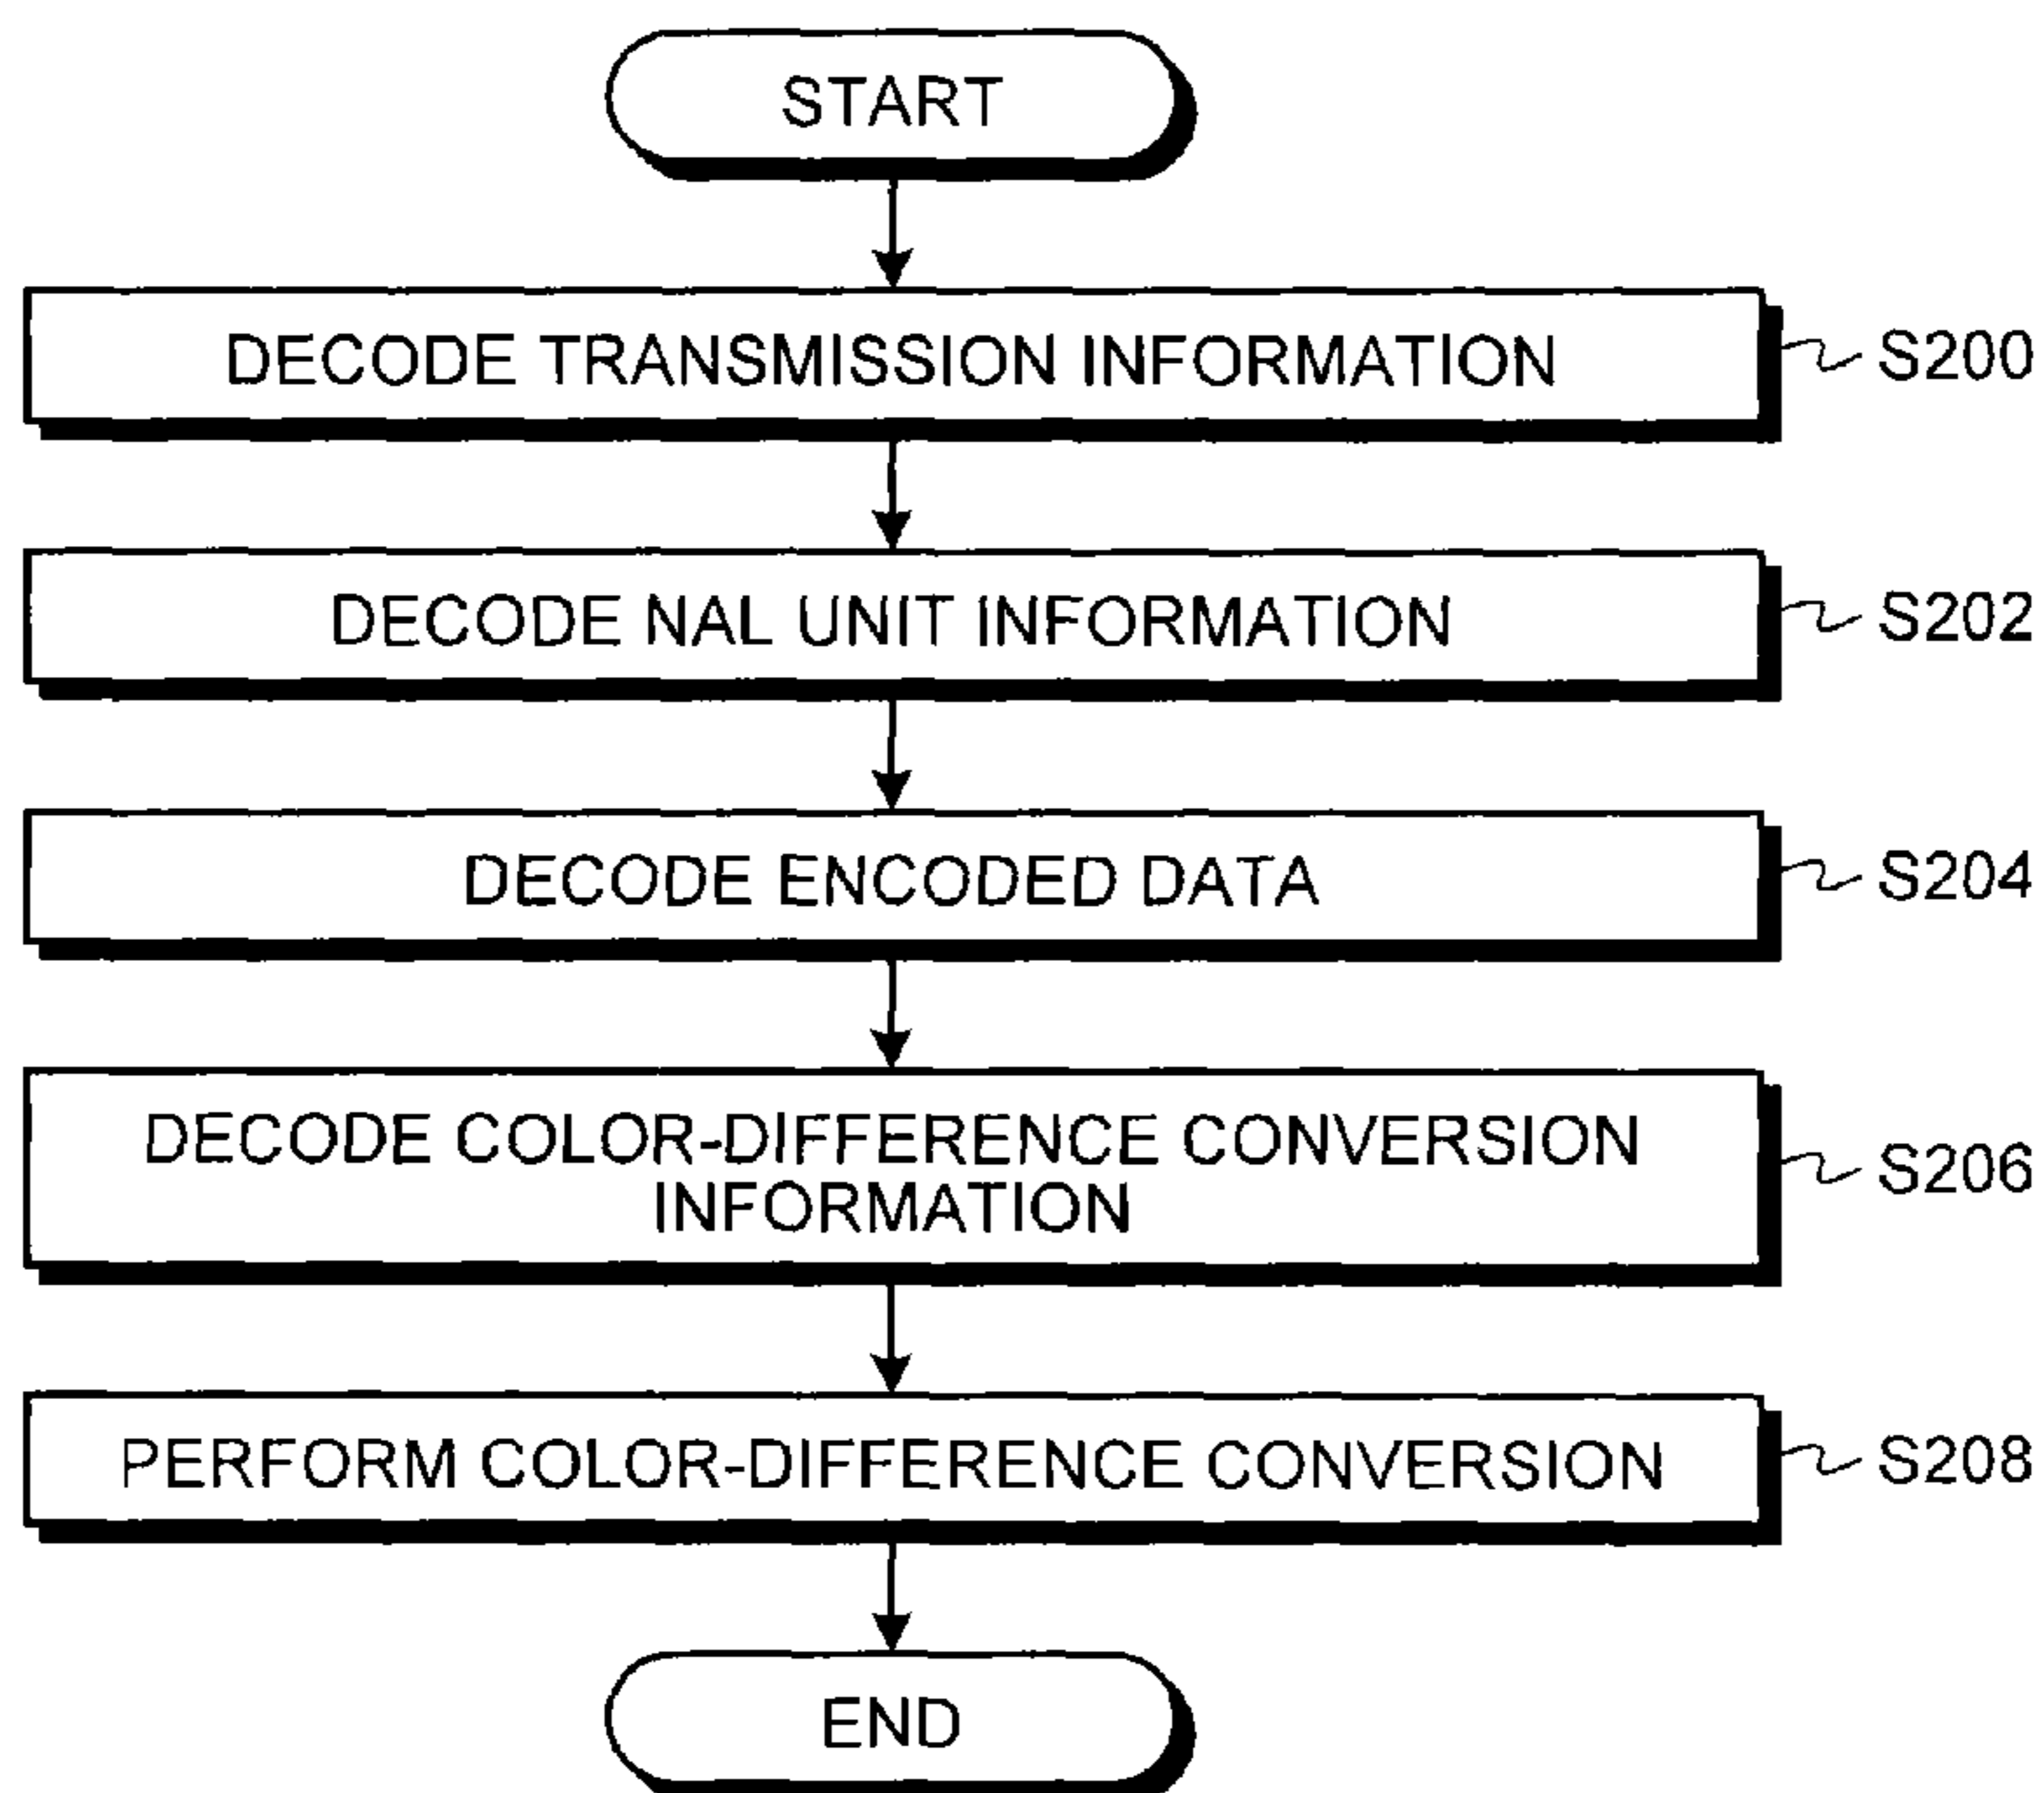 START
DECODE TRANSMISSION INFORMATION
S200
DECODE NAL UNIT INFORMATION
S202
DECODE ENCODED DATA
S204
DECODE COLOR-DIFFERENCE CONVERSION
INFORMATION
S206
PERFORM COLOR-DIFFERENCE CONVERSION
S208
END